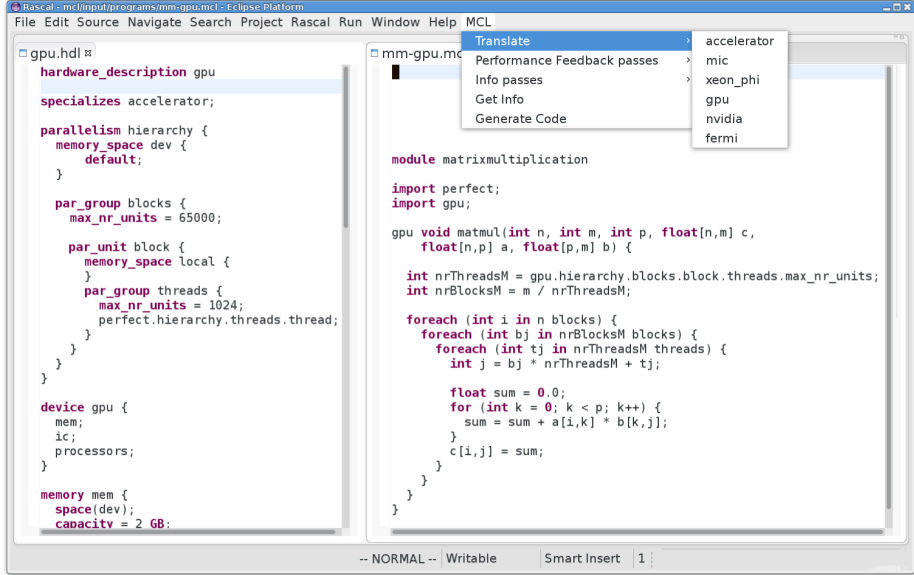 Rascal - mcl/input/programs/mm-gpu.mcl - Eclipse Platform
File Edit Source Navigate Search Project Rascal Run Window Help MCL
Translate
Performance Feedback passes
Info passes
Get Info
Generate Code
accelerator
mic
xeon_phi
gpu
nvidia
fermi
gpu.hdl
hardware_description gpu
specializes accelerator;
parallelism hierarchy {
memory_space dev {
default;
}
par_group blocks {
max_nr_units = 65000;
par_unit block {
memory_space local {
}
par_group threads {
max_nr_units = 1024;
perfect.hierarchy.threads.thread;
}
}
}
}
device gpu {
mem;
ic;
processors;
}
memory mem {
space(dev);
capacity = 2 GB;
mm-gpu.mc
module matrixmultiplication
import perfect;
import gpu;
gpu void matmul(int n, int m, int p, float[n,m] c,
float[n,p] a, float[p,m] b) {
int nrThreadsM = gpu.hierarchy.blocks.block.threads.max_nr_units;
int nrBlocksM = m / nrThreadsM;
foreach (int i in n blocks) {
foreach (int bj in nrBlocksM blocks) {
foreach (int tj in nrThreadsM threads) {
int j = bj * nrThreadsM + tj;
float sum = 0.0;
for (int k = 0; k < p; k++) {
sum = sum + a[i,k] * b[k,j];
}
c[i,j] = sum;
}
}
}
}
-- NORMAL -- Writable Smart Insert 1